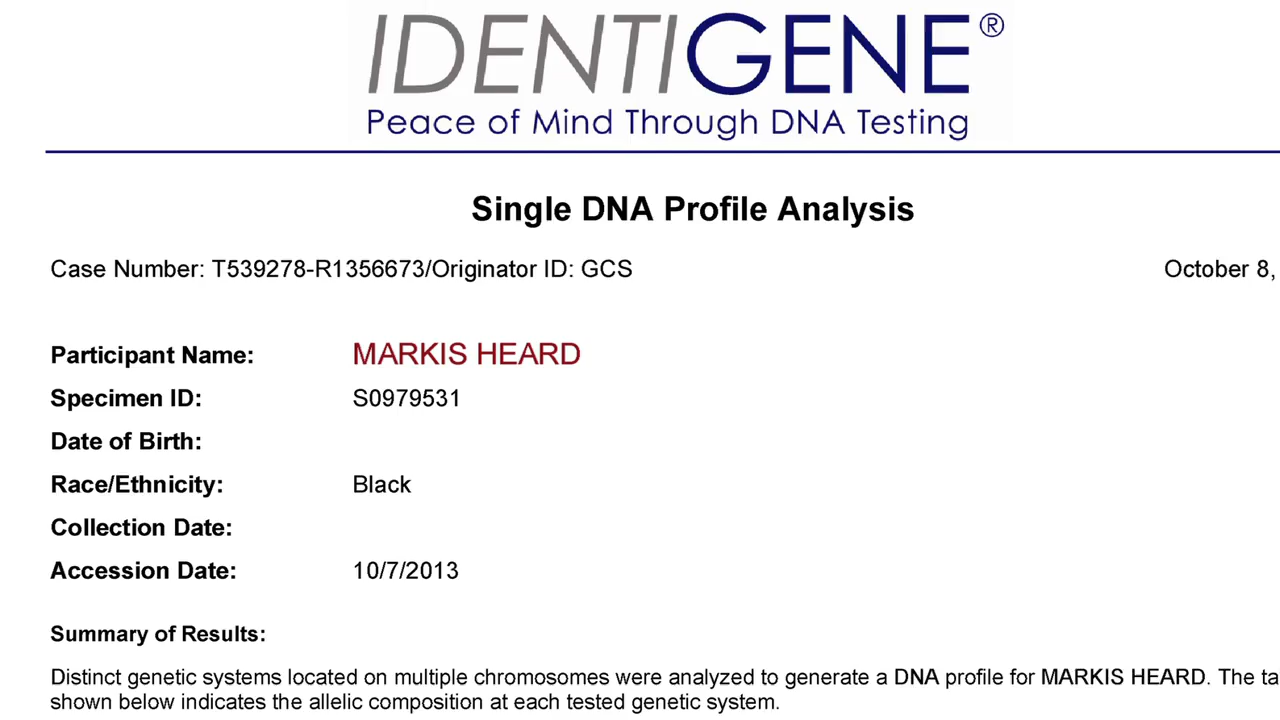 IDENTIGENE®
Peace of Mind Through DNA Testing
Single DNA Profile Analysis
Case Number: T539278-R1356673/Originator ID: GCS October 8,
Participant Name: MARKIS HEARD
Specimen ID: S0979531
Date of Birth:
Race/Ethnicity: Black
Collection Date:
Accession Date: 10/7/2013
Summary of Results:
Distinct genetic systems located on multiple chromosomes were analyzed to generate a DNA profile for MARKIS HEARD. The ta
shown below indicates the allelic composition at each tested genetic system.